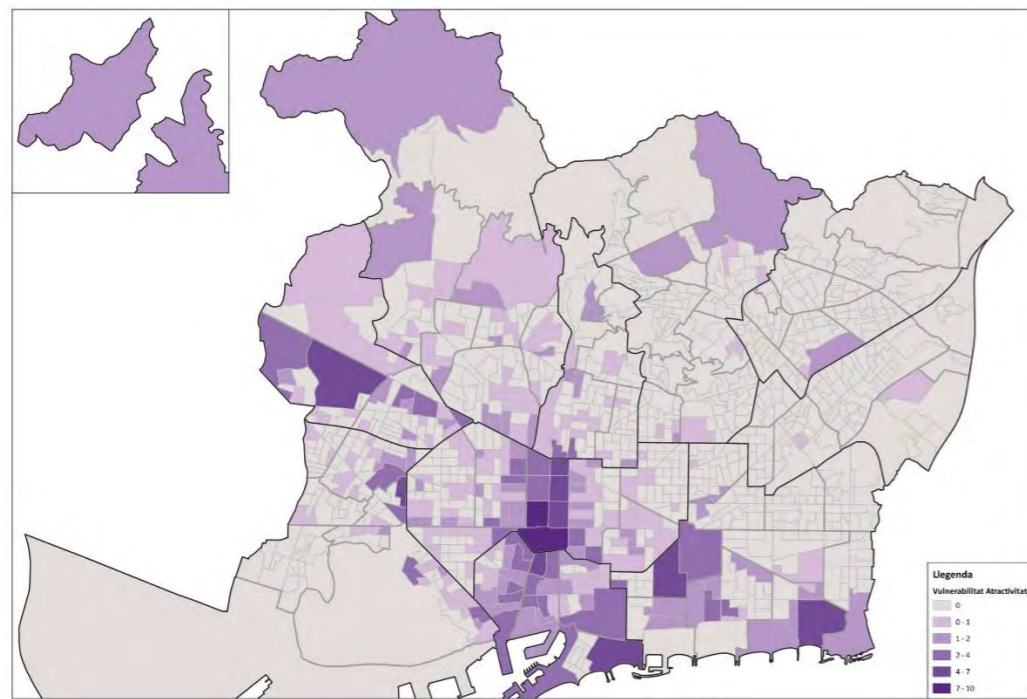 Llegenda
Vulnerabilitat Atractivitat
0
0 - 1
1 - 2
2 - 4
4 - 7
7 - 10